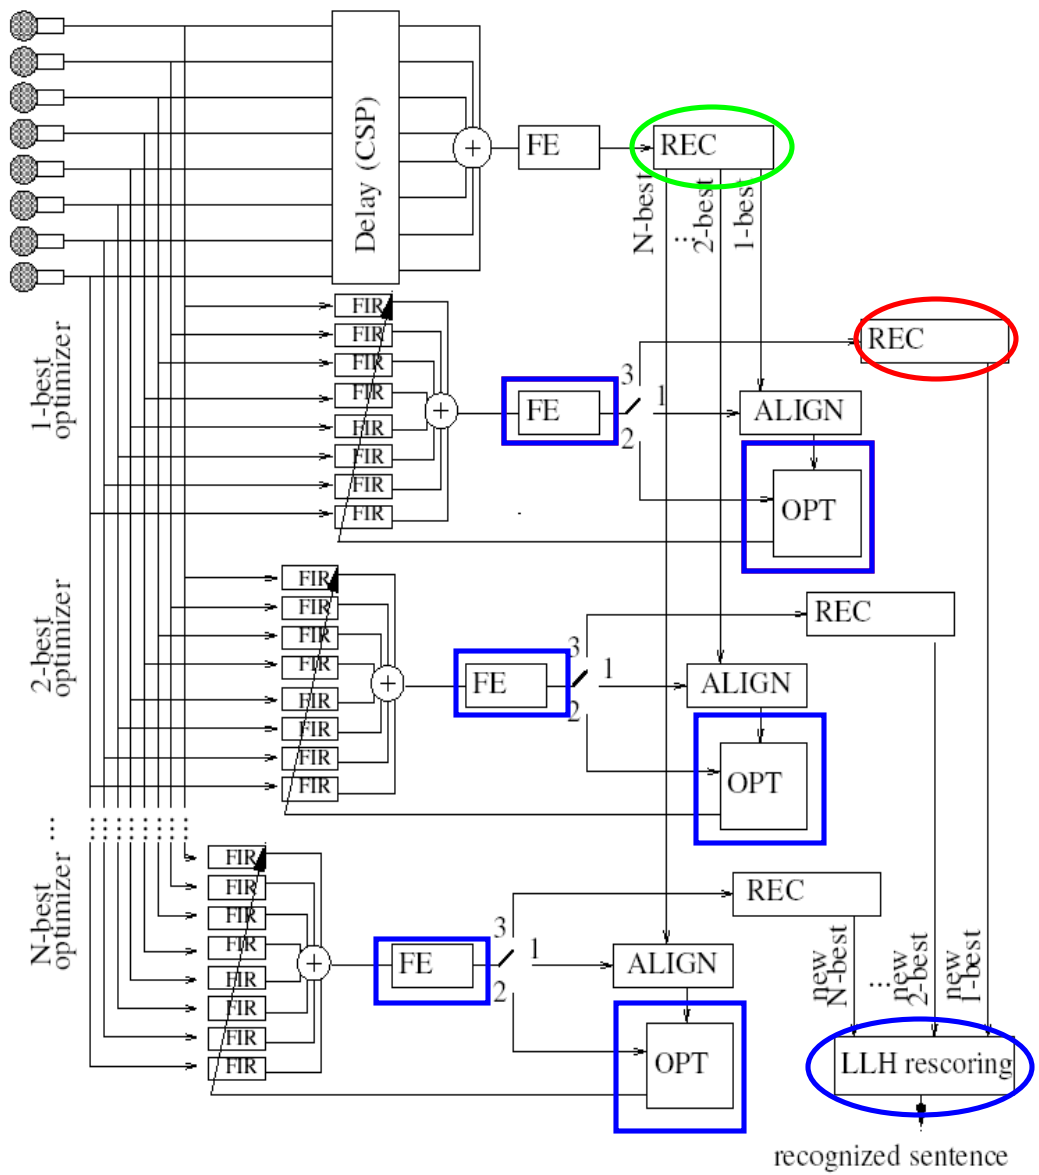 Delay (CSP)
+
FE
REC
N-best
...
2-best
1-best
1-best
optimizer
FIR
FIR
FIR
FIR
FIR
FIR
FIR
FIR
+
FE
3
1
2
REC
ALIGN
OPT
2-best
optimizer
FIR
FIR
FIR
FIR
FIR
FIR
FIR
FIR
+
FE
3
1
2
REC
ALIGN
OPT
...
N-best
optimizer
FIR
FIR
FIR
FIR
FIR
FIR
FIR
FIR
+
FE
3
1
2
REC
ALIGN
OPT
new
N-best
...
new
2-best
new
1-best
LLH rescoring
recognized sentence